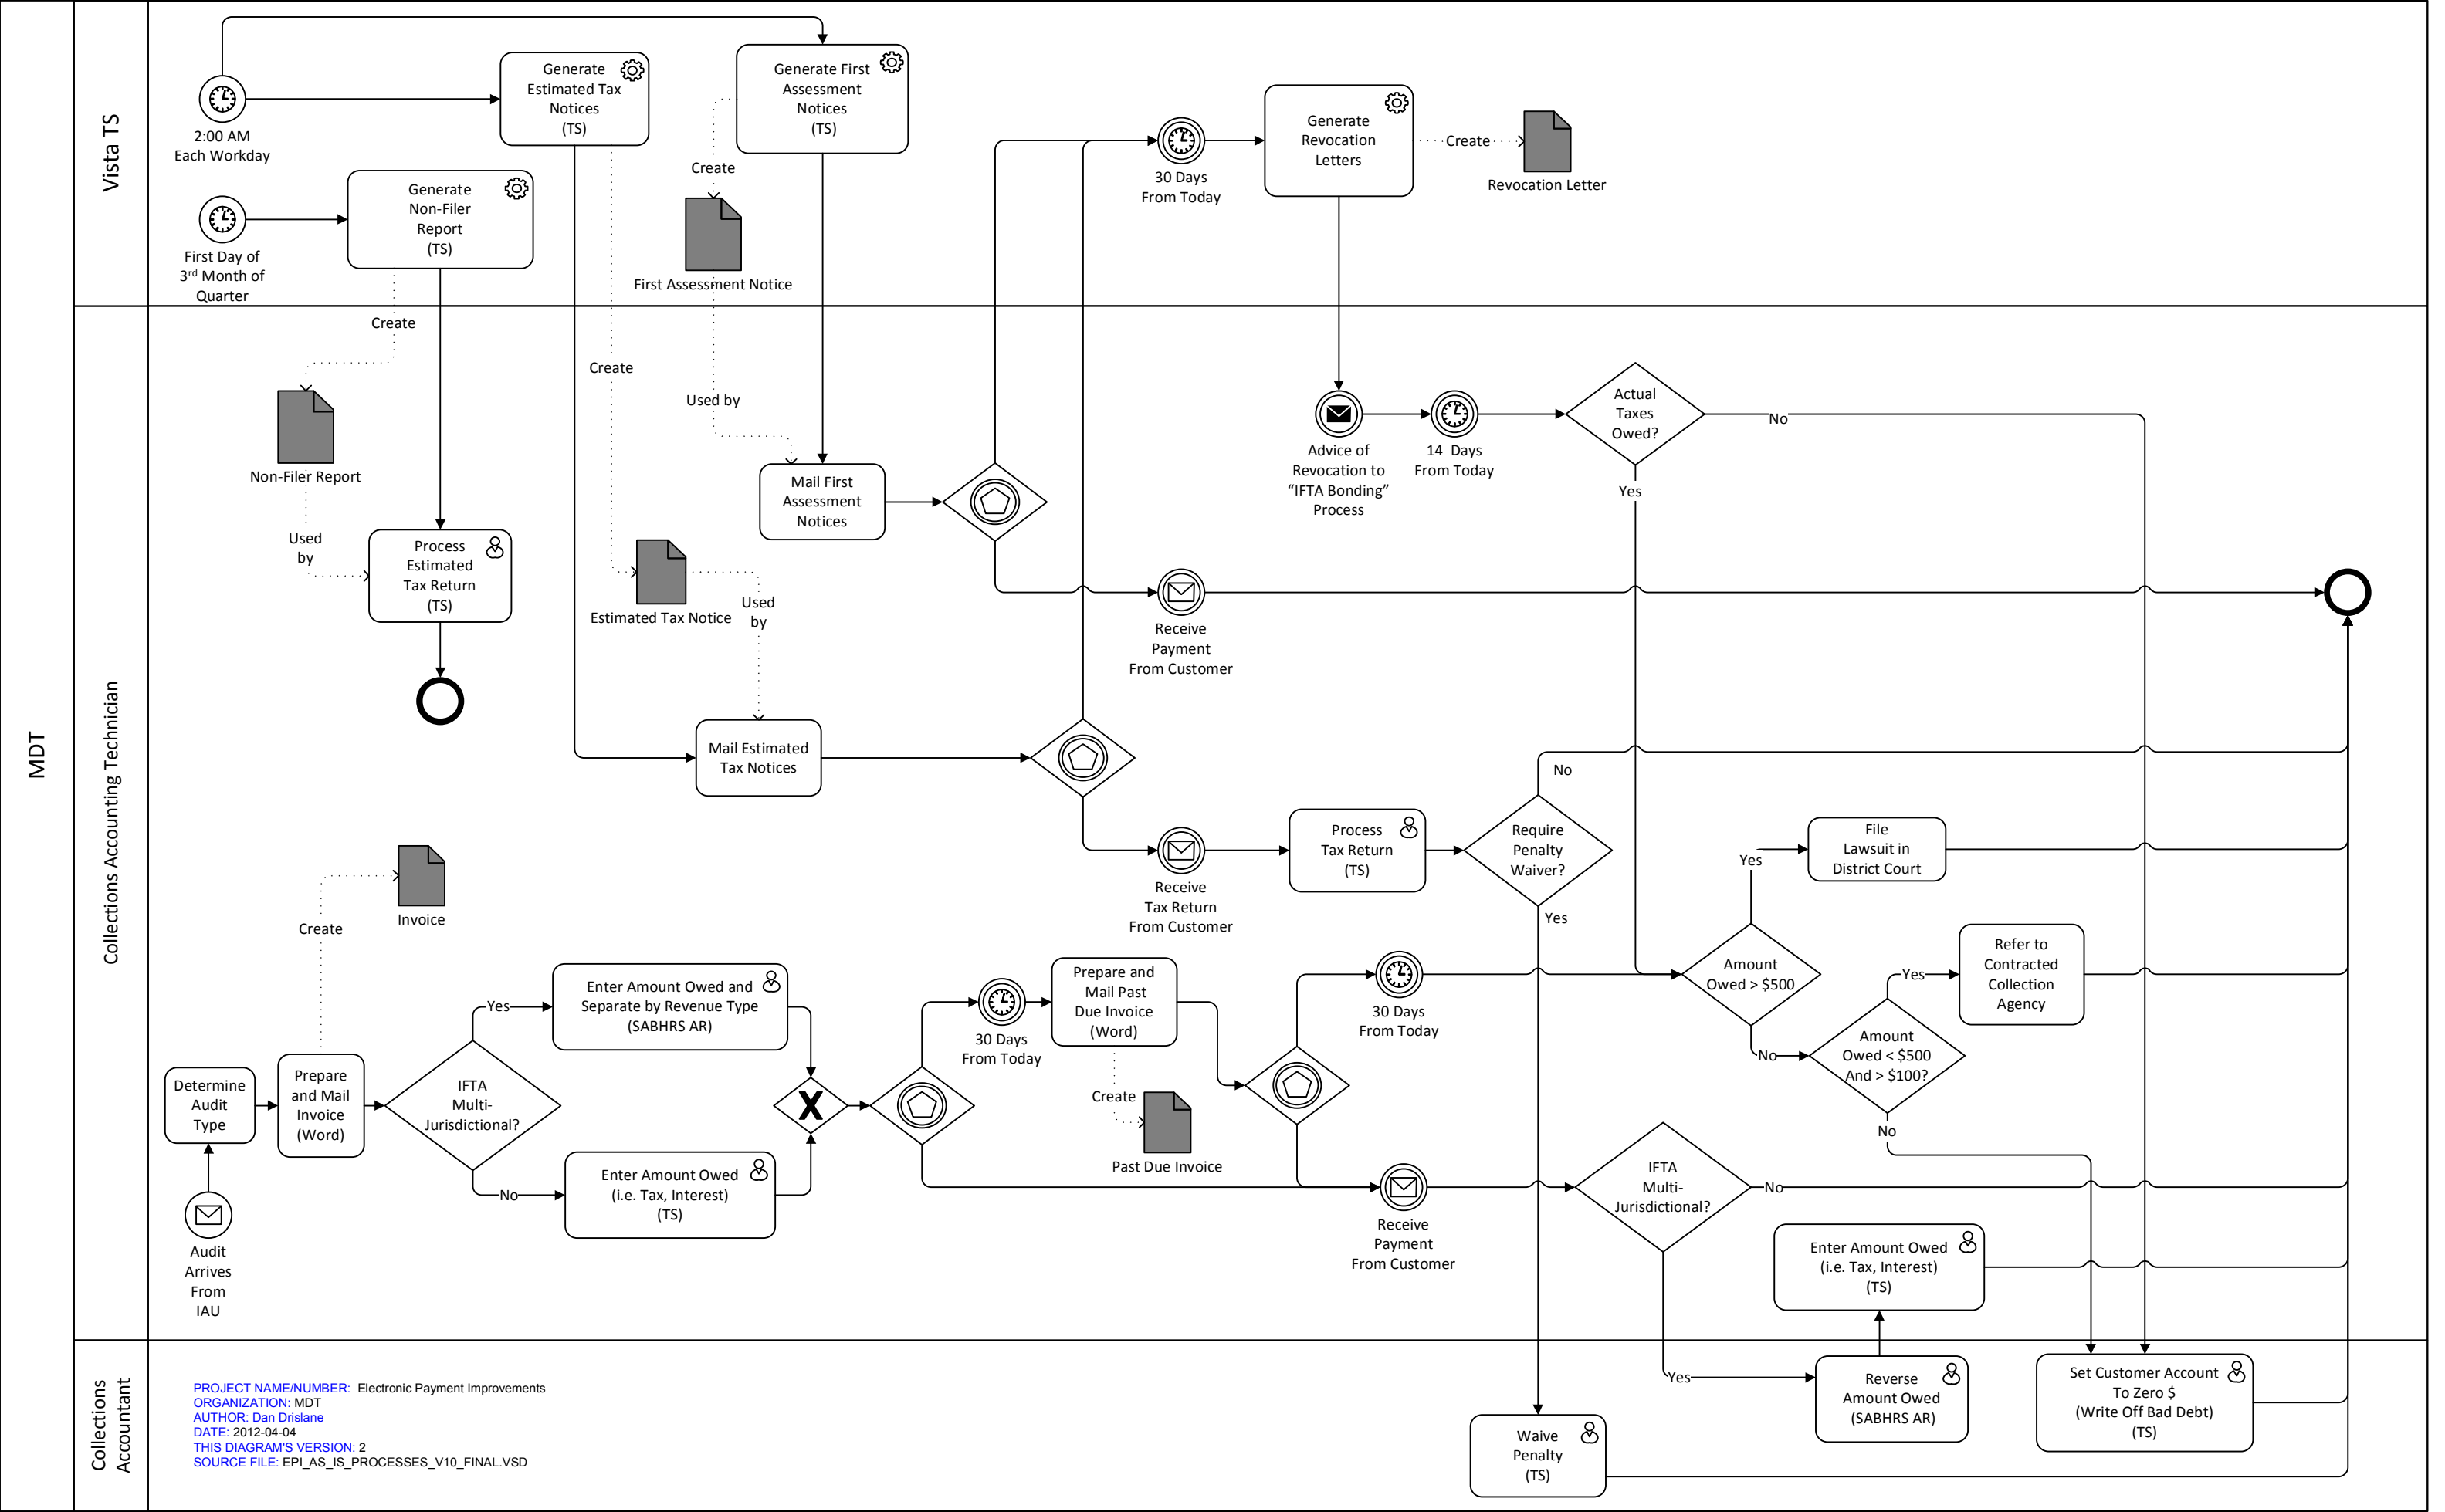 MDT
Vista TS
2:00 AM
Each Workday
Generate
Estimated Tax
Notices
(TS)
Generate First
Assessment
Notices
(TS)
Create
First Assessment Notice
30 Days
From Today
Generate
Revocation
Letters
Create
Revocation Letter
First Day of
3rd Month of
Quarter
Generate
Non-Filer
Report
(TS)
Collections Accounting Technician
Create
Non-Filer Report
Used
by
Process
Estimated
Tax Return
(TS)
Create
Estimated Tax Notice
Used
by
Used by
Mail First
Assessment
Notices
Advice of
Revocation to
“IFTA Bonding”
Process
14 Days
From Today
Actual
Taxes
Owed?
No
Yes
Receive
Payment
From Customer
Mail Estimated
Tax Notices
Receive
Tax Return
From Customer
Process
Tax Return
(TS)
Require
Penalty
Waiver?
No
Yes
File
Lawsuit in
District Court
Yes
Amount
Owed > $500
No
Amount
Owed < $500
And > $100?
Yes
Refer to
Contracted
Collection
Agency
No
Invoice
Create
Audit
Arrives
From
IAU
Determine
Audit
Type
Prepare
and Mail
Invoice
(Word)
IFTA
Multi-
Jurisdictional?
Yes
Enter Amount Owed and
Separate by Revenue Type
(SABHRS AR)
No
Enter Amount Owed
(i.e. Tax, Interest)
(TS)
X
30 Days
From Today
Prepare and
Mail Past
Due Invoice
(Word)
Create
Past Due Invoice
30 Days
From Today
Receive
Payment
From Customer
IFTA
Multi-
Jurisdictional?
No
Yes
Enter Amount Owed
(i.e. Tax, Interest)
(TS)
Collections
Accountant
PROJECT NAME/NUMBER: Electronic Payment Improvements
ORGANIZATION: MDT
AUTHOR: Dan Drislane
DATE: 2012-04-04
THIS DIAGRAM'S VERSION: 2
SOURCE FILE: EPI_AS_IS_PROCESSES_V10_FINAL.VSD
Waive
Penalty
(TS)
Reverse
Amount Owed
(SABHRS AR)
Set Customer Account
To Zero $
(Write Off Bad Debt)
(TS)